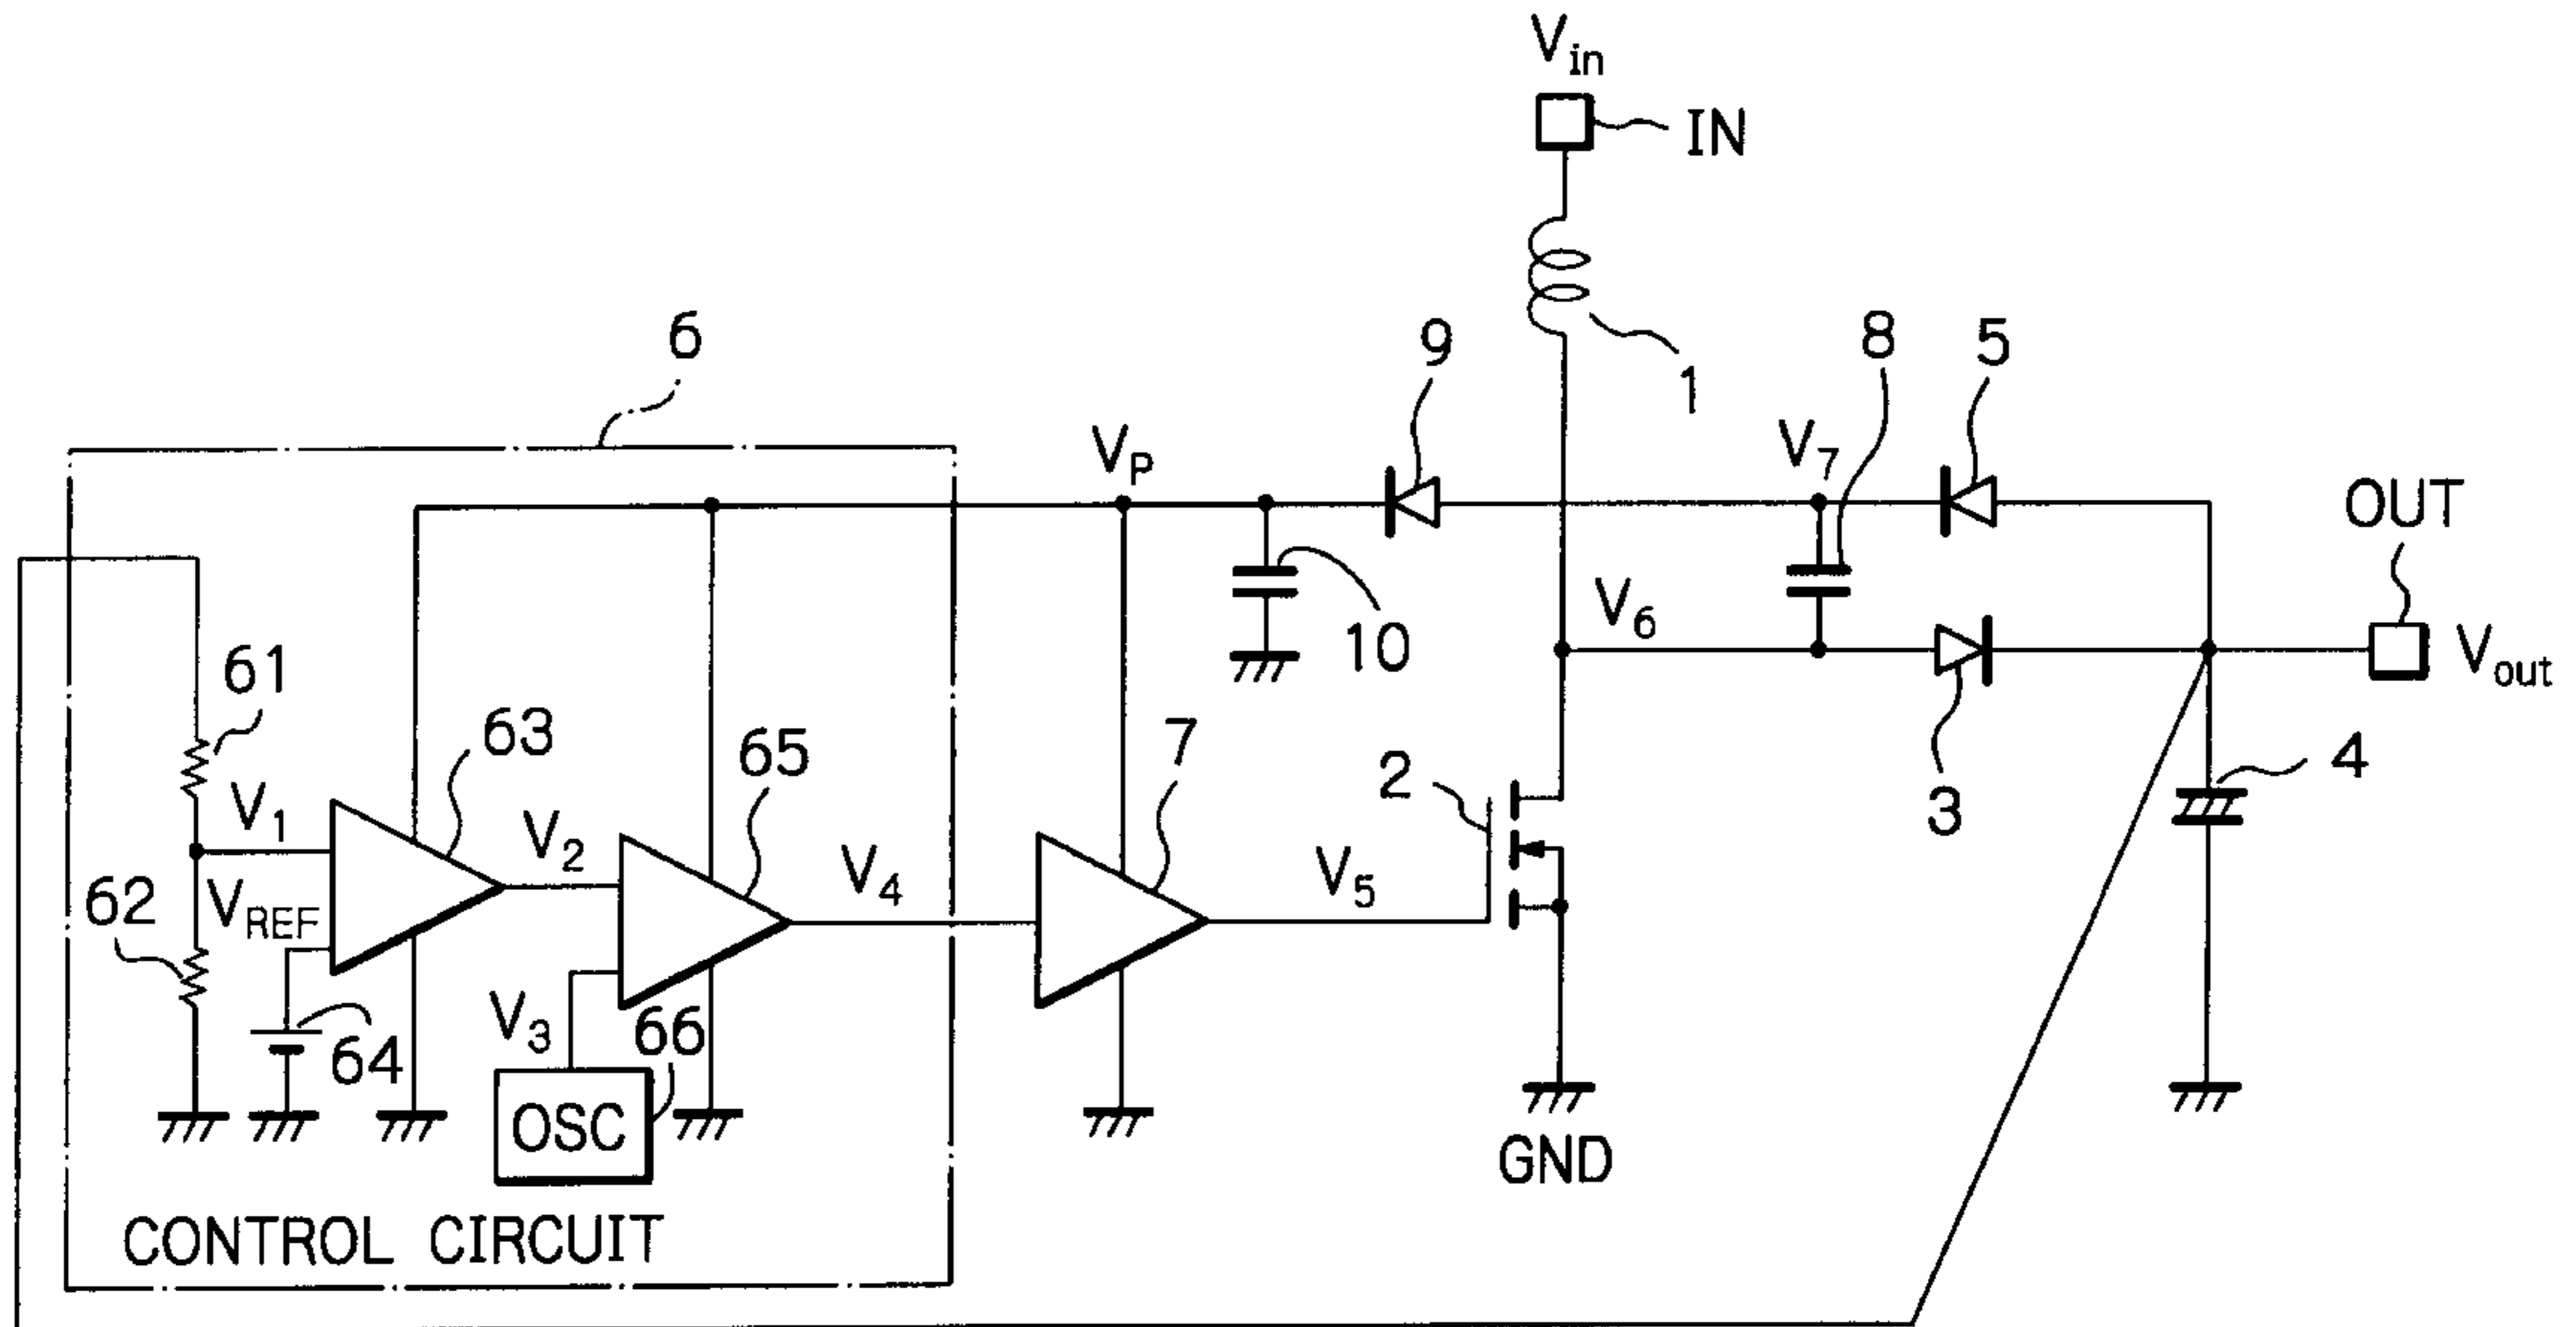 Vin
IN
6
9
1
8
5
VP
V7
OUT
10
V6
Vout
61
63
65
7
2
3
4
V1
V2
V4
V5
62
VREF
V3
66
64
OSC
GND
CONTROL CIRCUIT